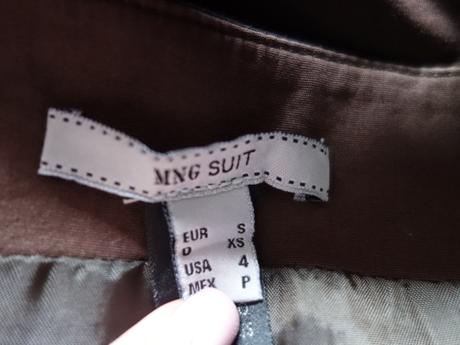 MNG SUIT
EUR S
D XS
USA 4
MEX P